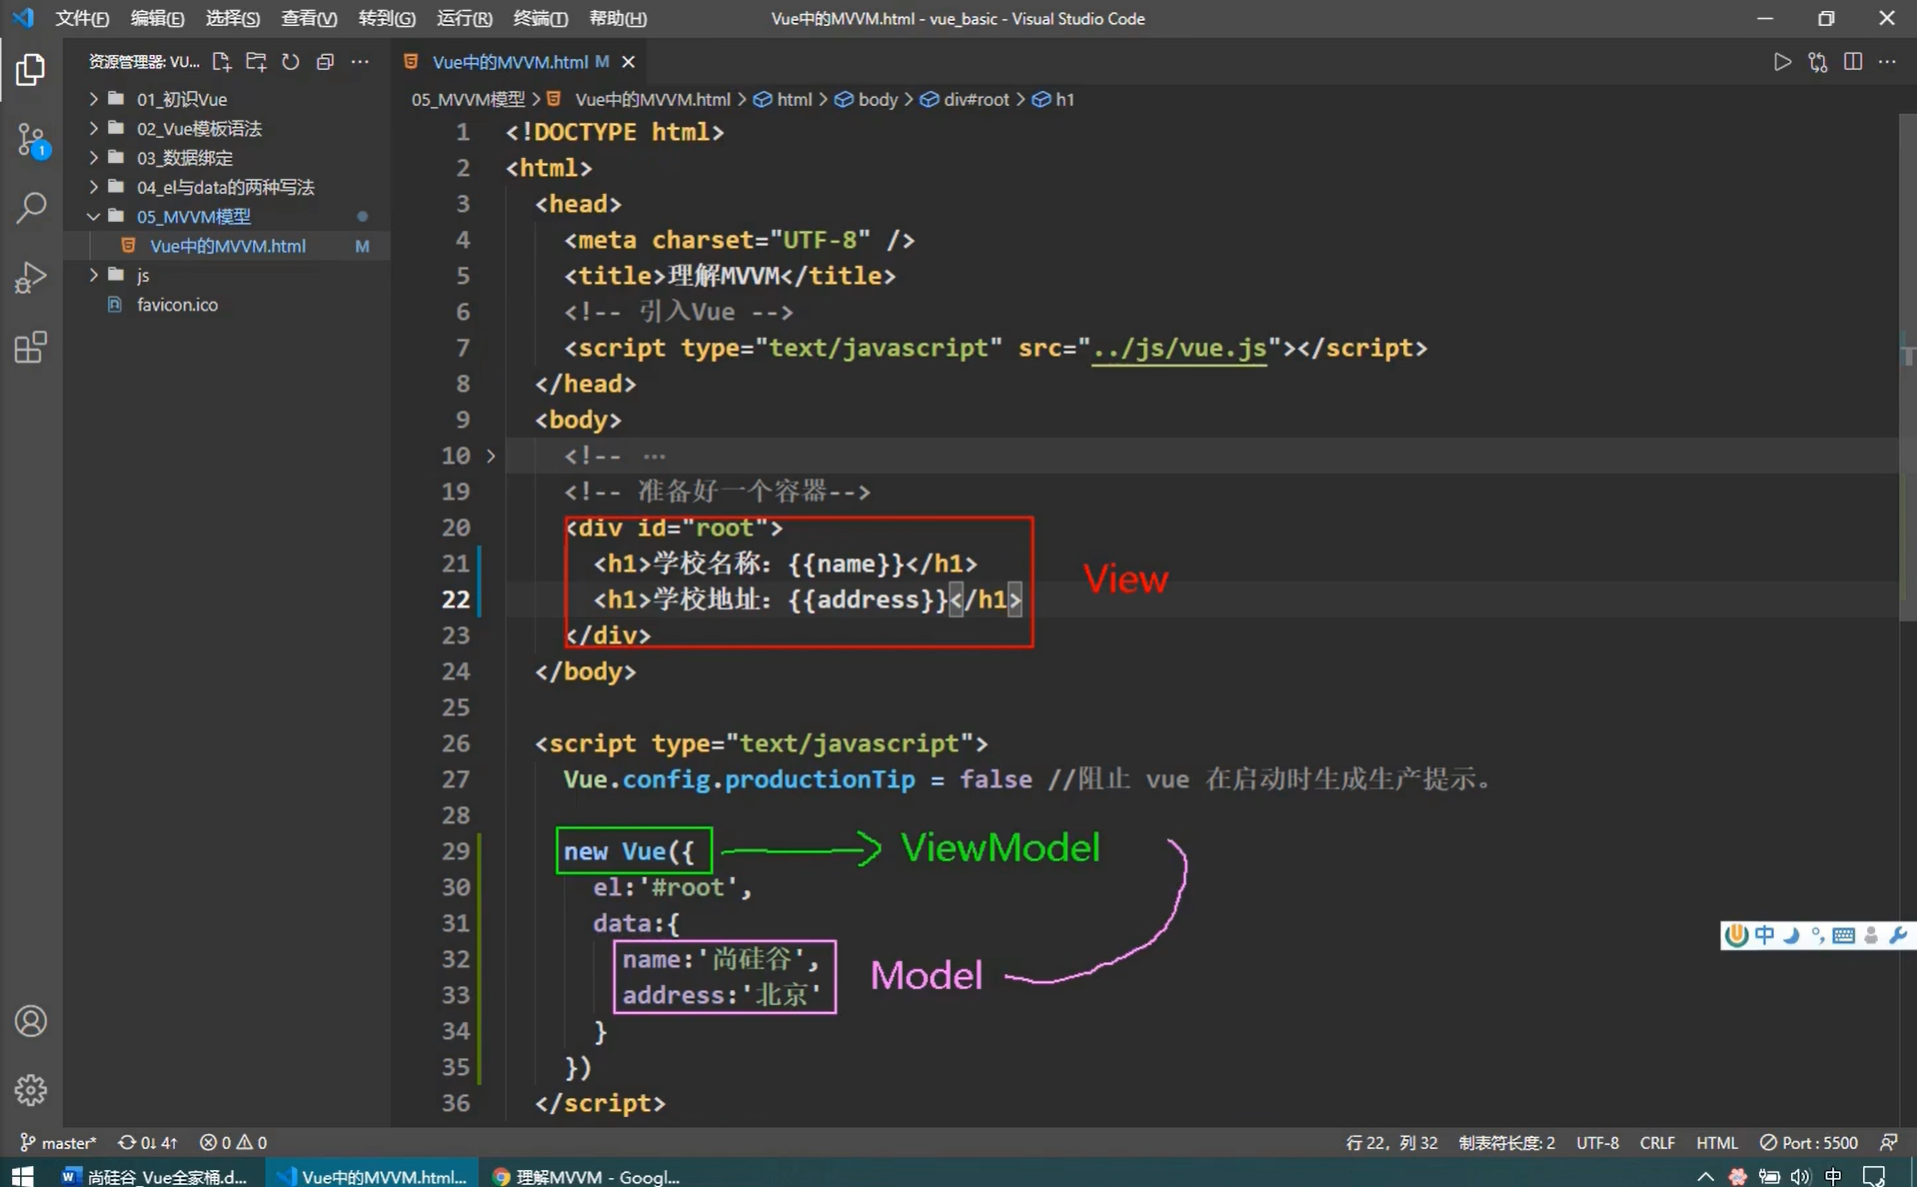 文件(F) 编辑(E) 选择(S) 查看(V) 转到(G) 运行(R) 终端(T) 帮助(H) Vue中的MVVM.html - vue_basic - Visual Studio Code
资源管理器: VU...
01_初识Vue
02_Vue模板语法
03_数据绑定
04_el与data的两种写法
05_MVVM模型
Vue中的MVVM.html M
js
favicon.ico
1
Vue中的MVVM.html M
05_MVVM模型 > Vue中的MVVM.html > html > body > div#root > h1
1 <!DOCTYPE html>
2 <html>
3 <head>
4 <meta charset="UTF-8" />
5 <title>理解MVVM</title>
6 <!-- 引入Vue -->
7 <script type="text/javascript" src="../js/vue.js"></script>
8 </head>
9 <body>
10 <!-- ...
19 <!-- 准备好一个容器-->
20 <div id="root">
21 <h1>学校名称：{{name}}</h1>
22 <h1>学校地址：{{address}}</h1>
23 </div>
24 </body>
25
26 <script type="text/javascript">
27 Vue.config.productionTip = false //阻止 vue 在启动时生成生产提示。
28
29 new Vue({
30 el:'#root',
31 data:{
32 name:'尚硅谷',
33 address:'北京'
34 }
35 })
36 </script>
View
ViewModel
Model
中
master* 0↓ 4↑ 0 0 行 22，列 32 制表符长度: 2 UTF-8 CRLF HTML Port : 5500
尚硅谷_Vue全家桶.d... Vue中的MVVM.html... 理解MVVM - Googl... 中